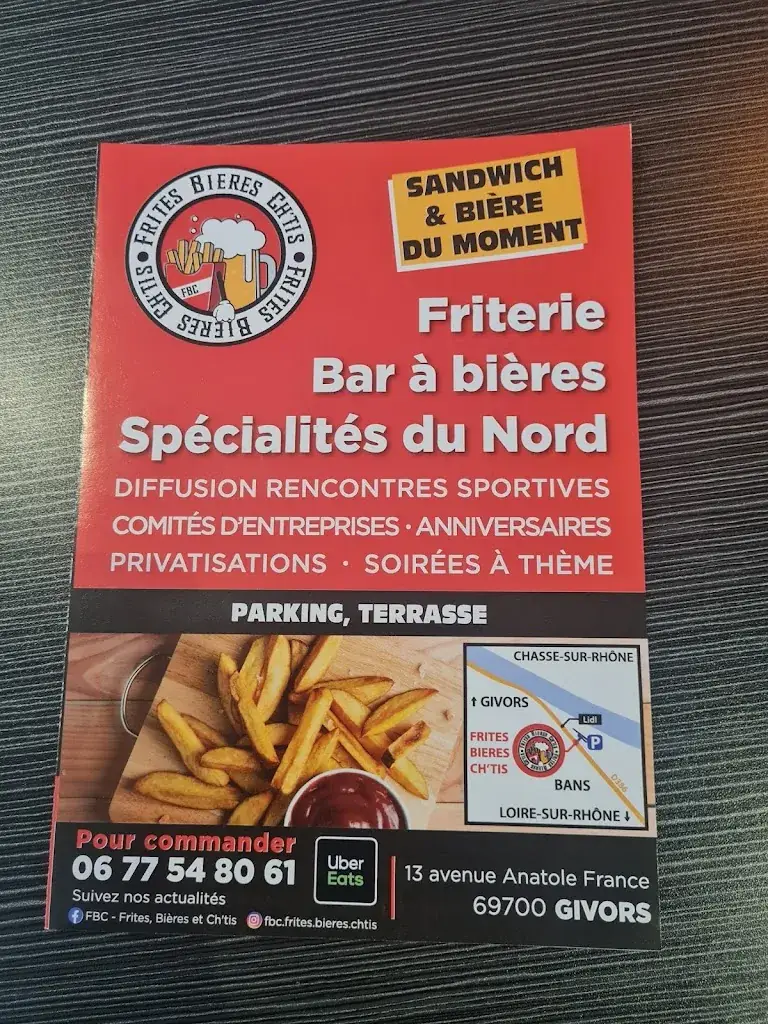 FRITES BIERES CH'TIS • FRITES BIÈRES CH'TIS •
FBC
SANDWICH
& BIÈRE
DU MOMENT
Friterie
Bar à bières
Spécialités du Nord
DIFFUSION RENCONTRES SPORTIVES
COMITÉS D'ENTREPRISES • ANNIVERSAIRES
PRIVATISATIONS • SOIRÉES À THÈME
PARKING, TERRASSE
CHASSE-SUR-RHÔNE
↑ GIVORS
Lidl
P
FRITES
BIERES
CH'TIS
BANS
D386
LOIRE-SUR-RHÔNE ↓
Pour commander
06 77 54 80 61
Suivez nos actualités
FBC - Frites, Bières et Ch'tis
fbc.frites.bieres.chtis
Uber
Eats
13 avenue Anatole France
69700 GIVORS